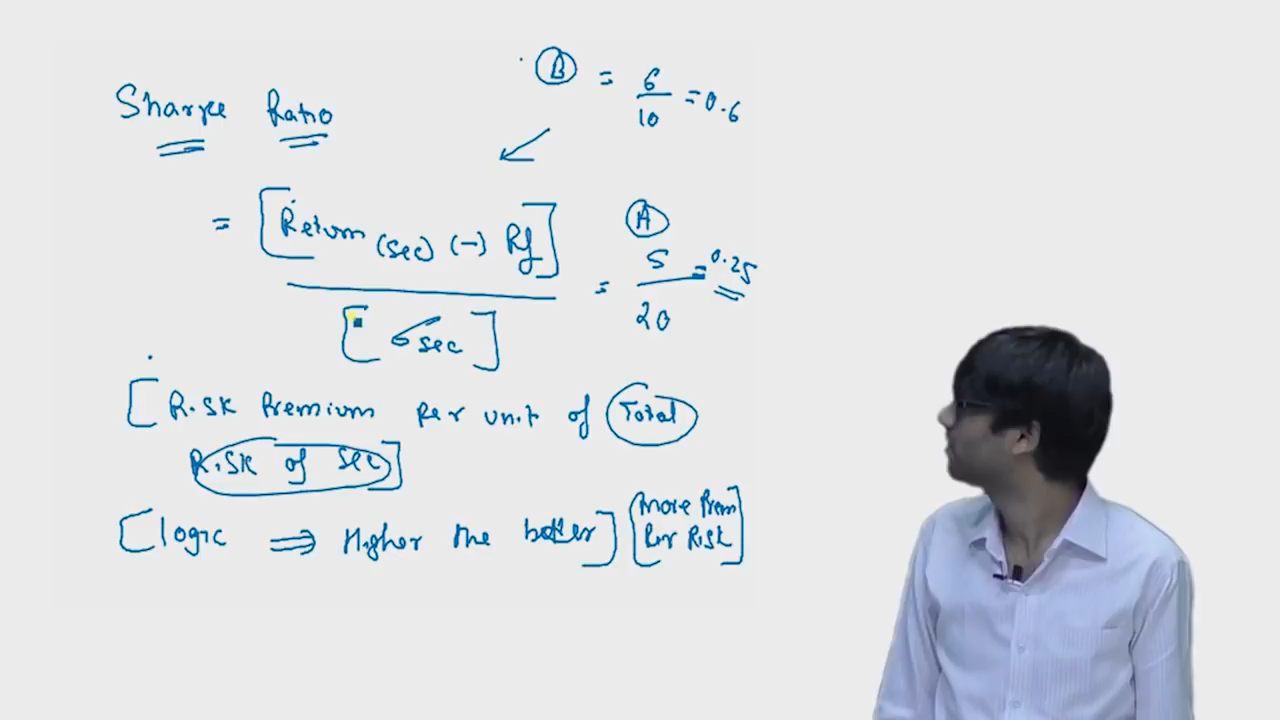 B = 6/10 = 0.6
Sharpe Ratio
= [Return (sec) (-) Rf] / [σ sec] = A 5/20 = 0.25
[Risk Premium Per unit of Total
Risk of sec]
[logic ⇒ Higher the better] [more Prem
Per Risk]